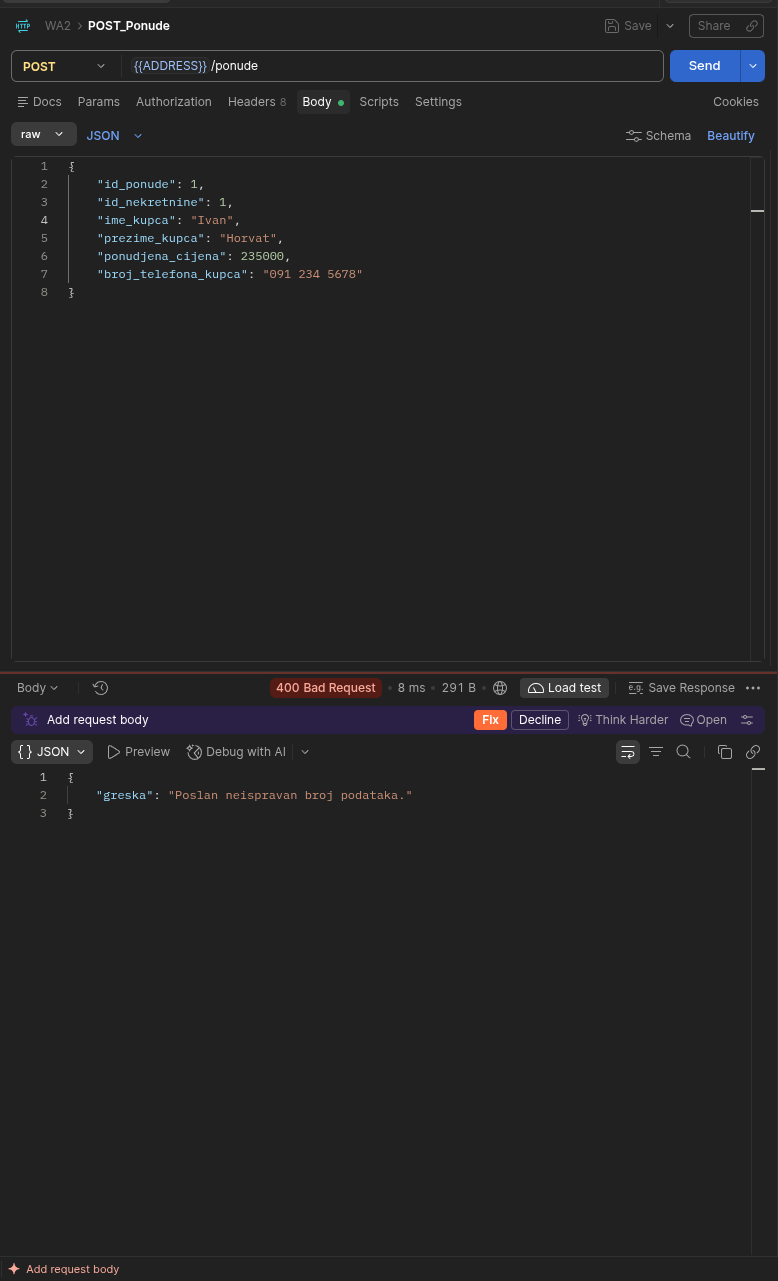 WA2 > POST_Ponude Save Share
POST {{ADDRESS}} /ponude Send
Docs Params Authorization Headers 8 Body Scripts Settings Cookies
raw JSON Schema Beautify
1 {
2 "id_ponude": 1,
3 "id_nekretnine": 1,
4 "ime_kupca": "Ivan",
5 "prezime_kupca": "Horvat",
6 "ponudjena_cijena": 235000,
7 "broj_telefona_kupca": "091 234 5678"
8 }
Body 400 Bad Request • 8 ms • 291 B • Load test e.g. Save Response •••
Add request body Fix Decline Think Harder Open
{} JSON Preview Debug with AI
1 {
2 "greska": "Poslan neispravan broj podataka."
3 }
Add request body